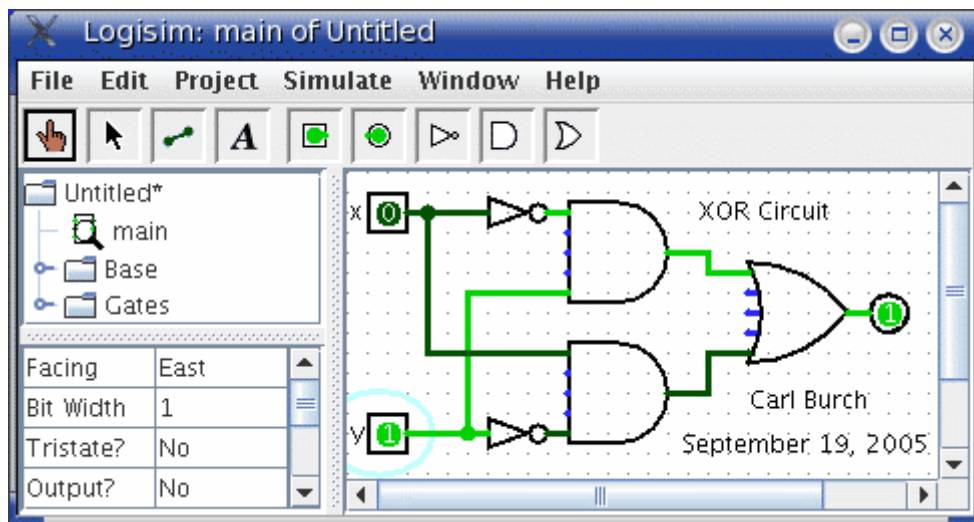 Logisim: main of Untitled
File Edit Project Simulate Window Help
A
Untitled*
main
Base
Gates
Facing East
Bit Width 1
Tristate? No
Output? No
x 0
XOR Circuit
1
y 1
Carl Burch
September 19, 2005